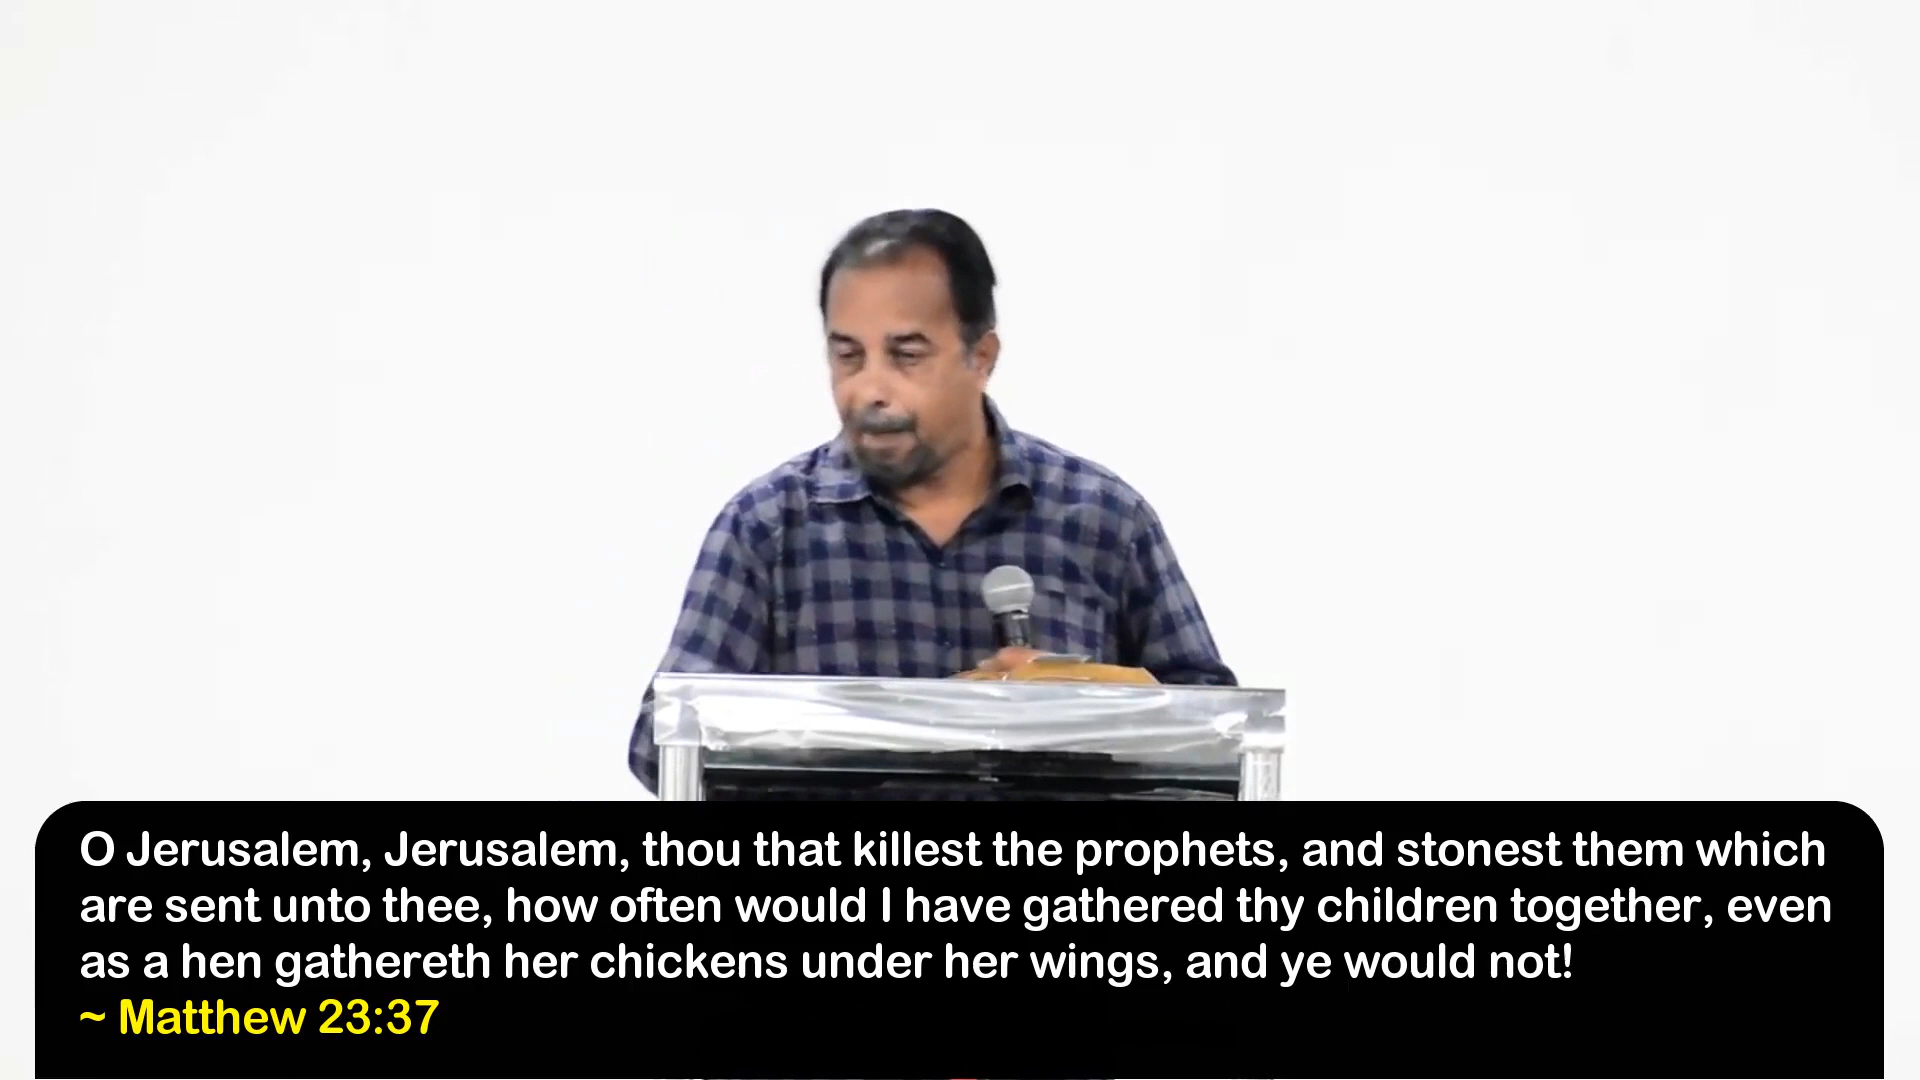 O Jerusalem, Jerusalem, thou that killest the prophets, and stonest them which
are sent unto thee, how often would I have gathered thy children together, even
as a hen gathereth her chickens under her wings, and ye would not!
~ Matthew 23:37